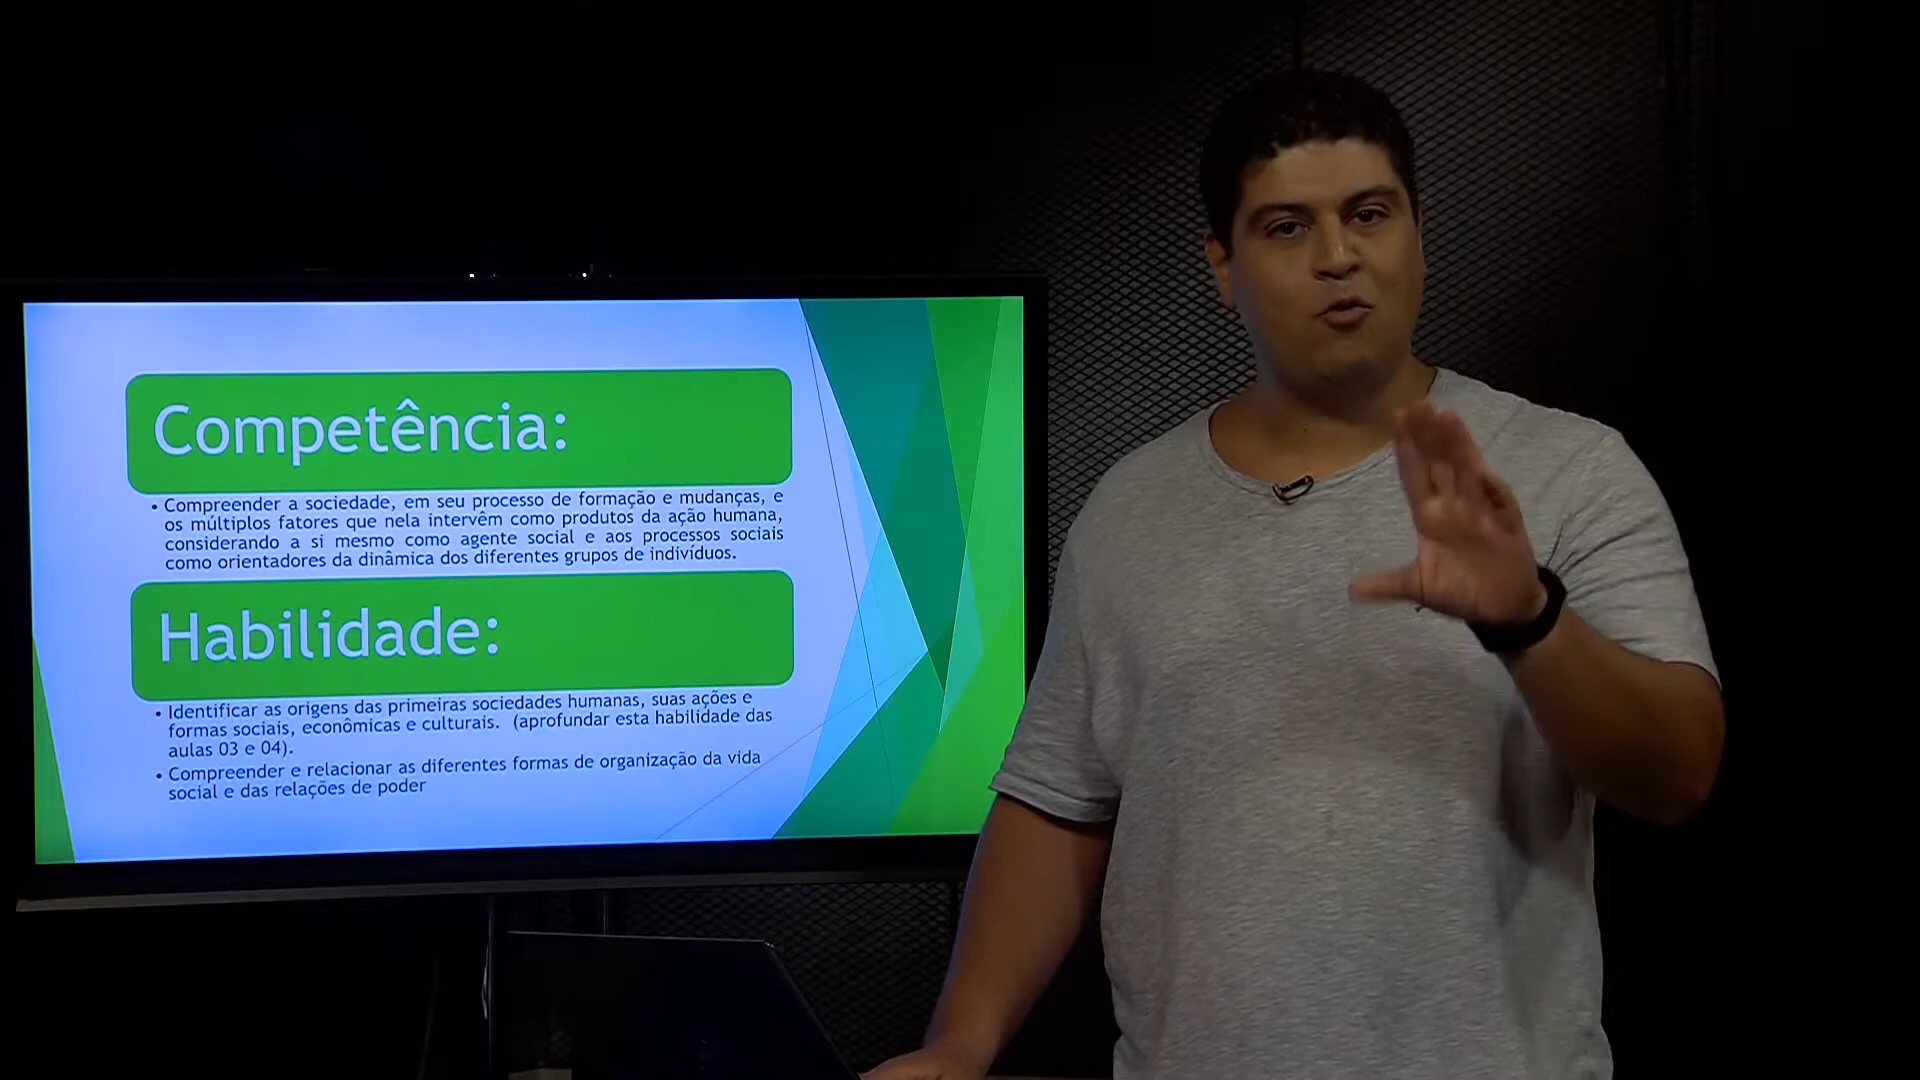 Competência:
• Compreender a sociedade, em seu processo de formação e mudanças, e
os múltiplos fatores que nela intervêm como produtos da ação humana,
considerando a si mesmo como agente social e aos processos sociais
como orientadores da dinâmica dos diferentes grupos de indivíduos.
Habilidade:
• Identificar as origens das primeiras sociedades humanas, suas ações e
formas sociais, econômicas e culturais. (aprofundar esta habilidade das
aulas 03 e 04).
• Compreender e relacionar as diferentes formas de organização da vida
social e das relações de poder